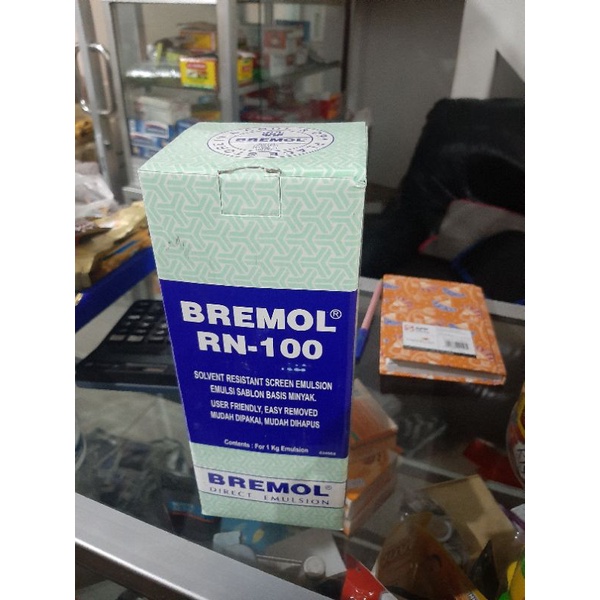 BREMOL
BREMOL®
RN-100
SOLVENT RESISTANT SCREEN EMULSION
EMULSI SABLON BASIS MINYAK.
USER FRIENDLY, EASY REMOVED
MUDAH DIPAKAI, MUDAH DIHAPUS
Contents : For 1 Kg Emulsion
BREMOL®
DIRECT EMULSION